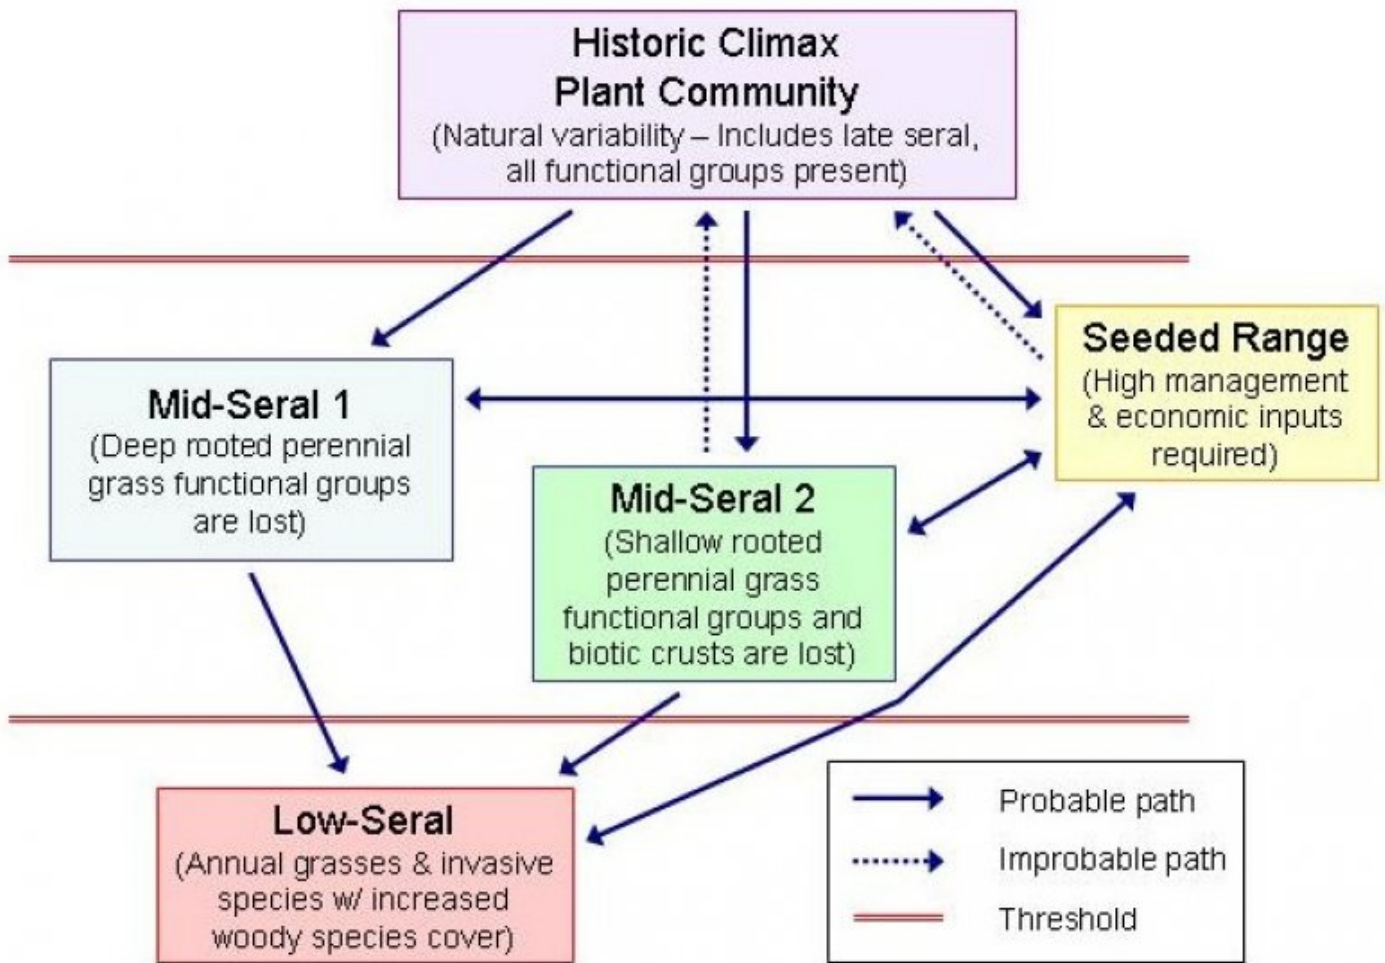 Historic Climax
Plant Community
(Natural variability – Includes late seral,
all functional groups present)
Seeded Range
(High management
& economic inputs
required)
Mid-Seral 1
(Deep rooted perennial
grass functional groups
are lost)
Mid-Seral 2
(Shallow rooted
perennial grass
functional groups and
biotic crusts are lost)
Low-Seral
(Annual grasses & invasive
species w/ increased
woody species cover)
Probable path
Improbable path
Threshold